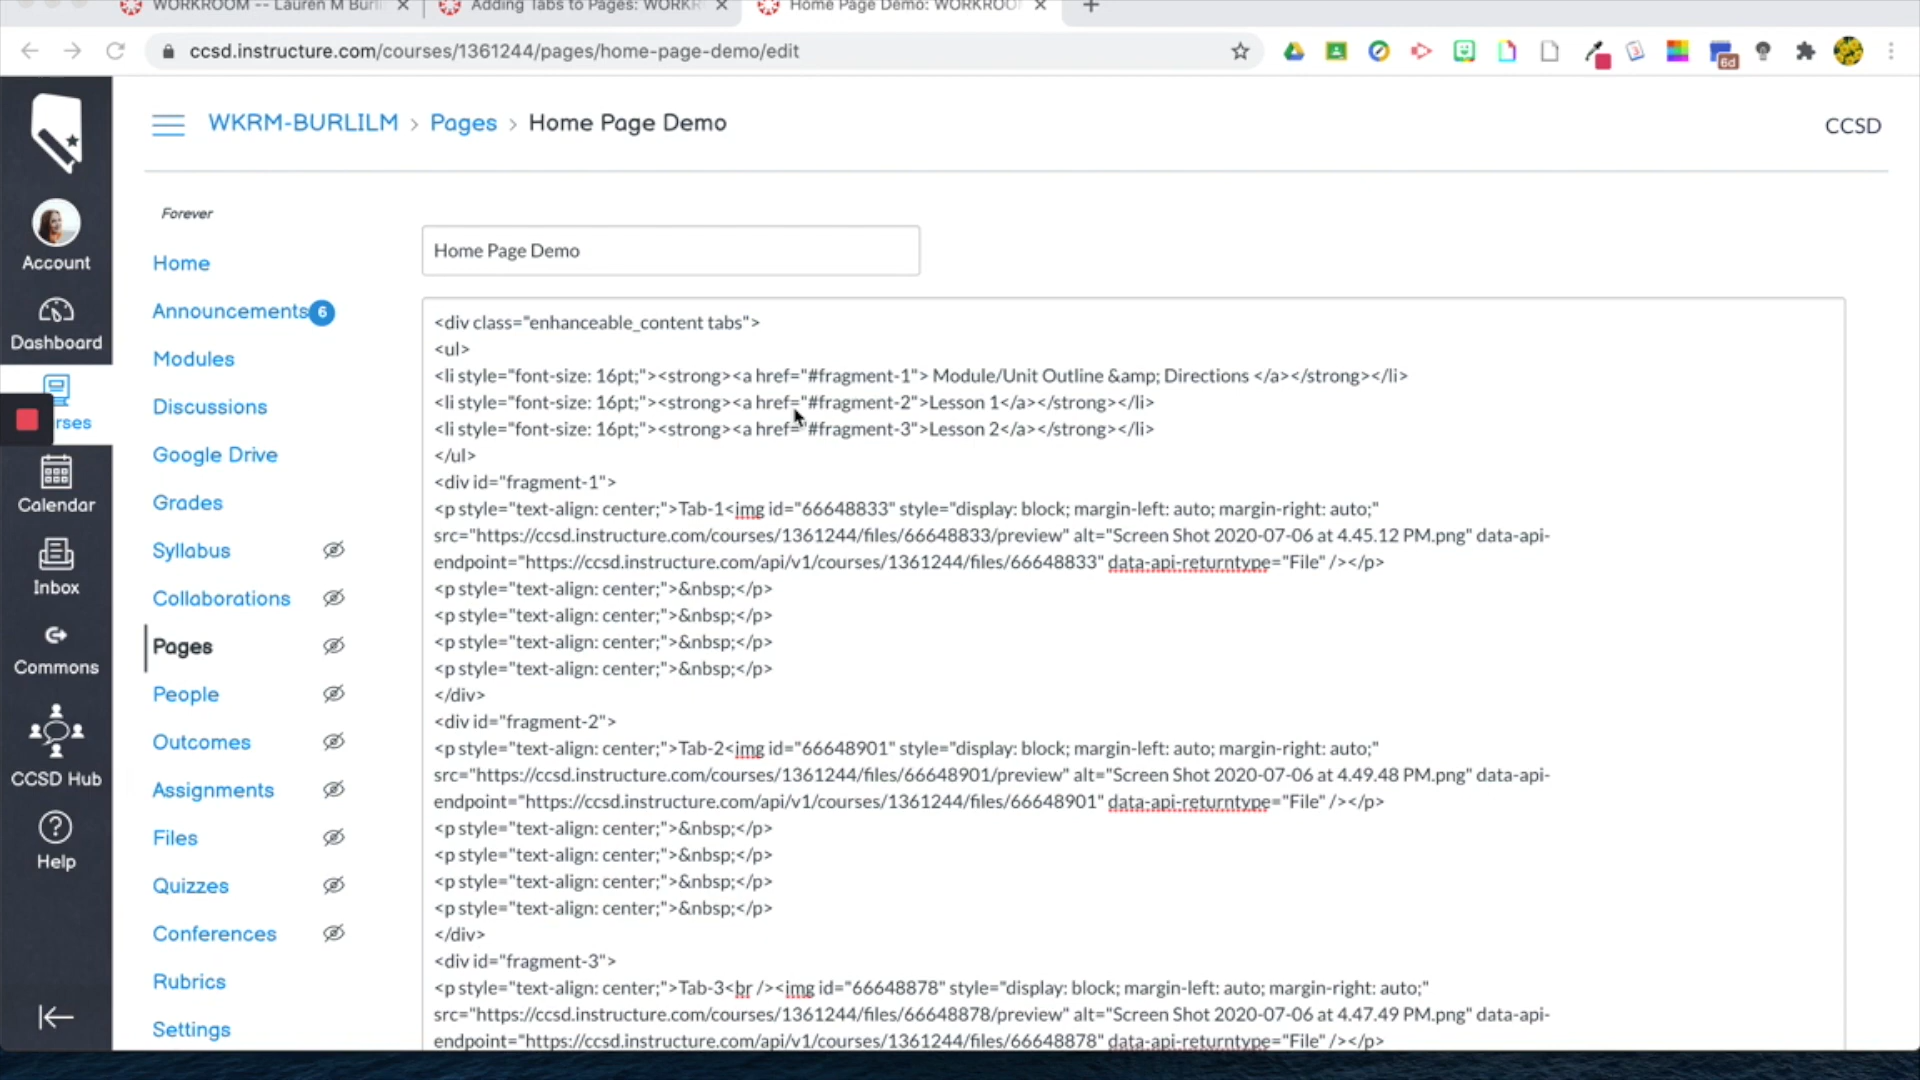 WORKROOM -- Lauren M Burli
Adding Tabs to Pages: WORKR
Home Page Demo: WORKROO
ccsd.instructure.com/courses/1361244/pages/home-page-demo/edit
6d
WKRM-BURLILM > Pages > Home Page Demo
CCSD
Account
Dashboard
rses
Calendar
Inbox
Commons
CCSD Hub
Help
Forever
Home
Announcements 6
Modules
Discussions
Google Drive
Grades
Syllabus
Collaborations
Pages
People
Outcomes
Assignments
Files
Quizzes
Conferences
Rubrics
Settings
Home Page Demo
<div class="enhanceable_content tabs">
<ul>
<li style="font-size: 16pt;"><strong><a href="#fragment-1"> Module/Unit Outline &amp; Directions </a></strong></li>
<li style="font-size: 16pt;"><strong><a href="#fragment-2">Lesson 1</a></strong></li>
<li style="font-size: 16pt;"><strong><a href="#fragment-3">Lesson 2</a></strong></li>
</ul>
<div id="fragment-1">
<p style="text-align: center;">Tab-1<img id="66648833" style="display: block; margin-left: auto; margin-right: auto;"
src="https://ccsd.instructure.com/courses/1361244/files/66648833/preview" alt="Screen Shot 2020-07-06 at 4.45.12 PM.png" data-api-
endpoint="https://ccsd.instructure.com/api/v1/courses/1361244/files/66648833" data-api-returntype="File" /></p>
<p style="text-align: center;">&nbsp;</p>
<p style="text-align: center;">&nbsp;</p>
<p style="text-align: center;">&nbsp;</p>
<p style="text-align: center;">&nbsp;</p>
</div>
<div id="fragment-2">
<p style="text-align: center;">Tab-2<img id="66648901" style="display: block; margin-left: auto; margin-right: auto;"
src="https://ccsd.instructure.com/courses/1361244/files/66648901/preview" alt="Screen Shot 2020-07-06 at 4.49.48 PM.png" data-api-
endpoint="https://ccsd.instructure.com/api/v1/courses/1361244/files/66648901" data-api-returntype="File" /></p>
<p style="text-align: center;">&nbsp;</p>
<p style="text-align: center;">&nbsp;</p>
<p style="text-align: center;">&nbsp;</p>
<p style="text-align: center;">&nbsp;</p>
</div>
<div id="fragment-3">
<p style="text-align: center;">Tab-3<br /><img id="66648878" style="display: block; margin-left: auto; margin-right: auto;"
src="https://ccsd.instructure.com/courses/1361244/files/66648878/preview" alt="Screen Shot 2020-07-06 at 4.47.49 PM.png" data-api-
endpoint="https://ccsd.instructure.com/api/v1/courses/1361244/files/66648878" data-api-returntype="File" /></p>